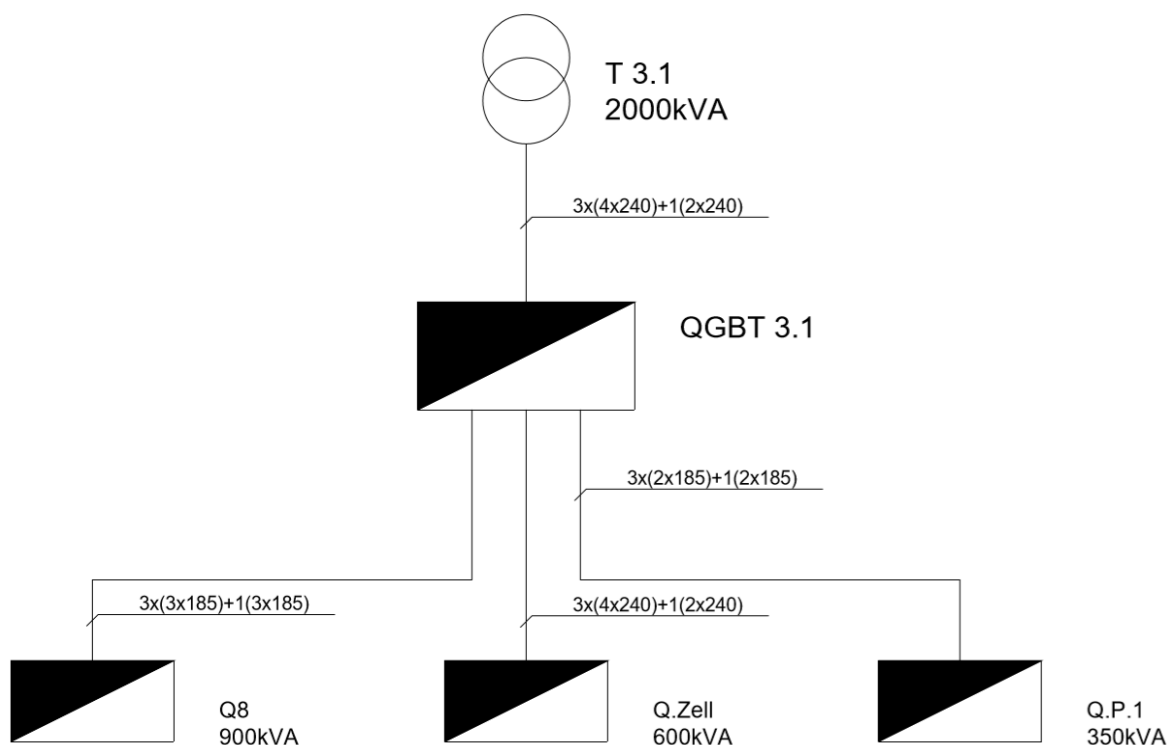 T 3.1
2000kVA
3x(4x240)+1(2x240)
QGBT 3.1
3x(2x185)+1(2x185)
3x(3x185)+1(3x185)
3x(4x240)+1(2x240)
Q8
900kVA
Q.Zell
600kVA
Q.P.1
350kVA